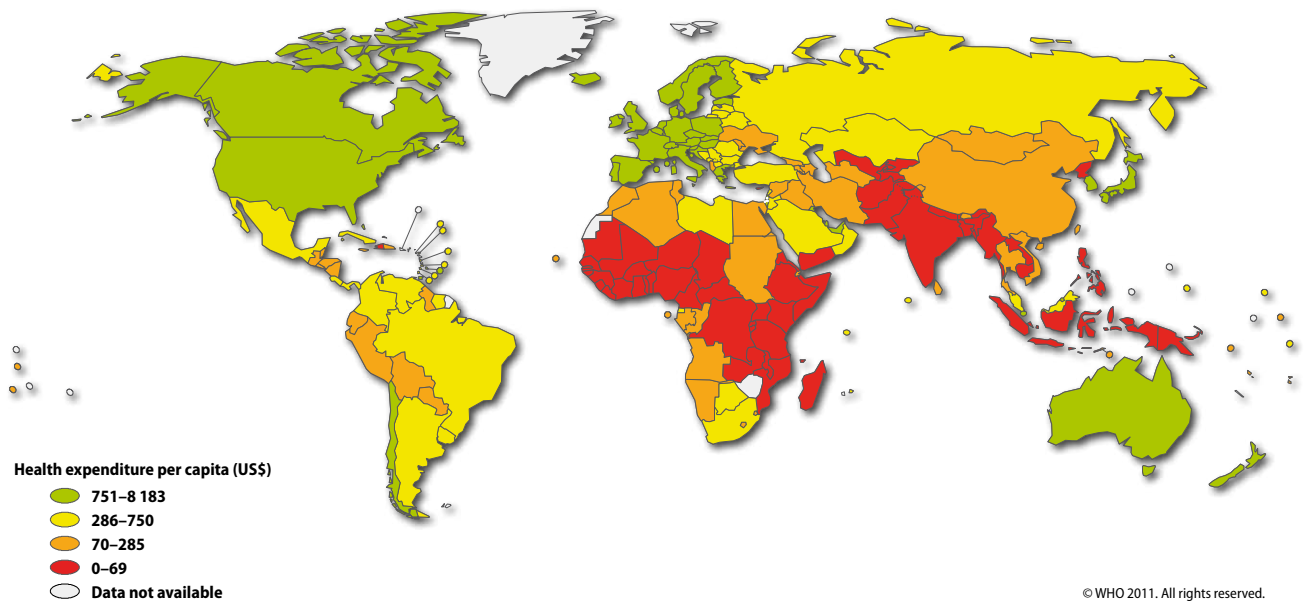 Health expenditure per capita (US$)
751–8 183
286–750
70–285
0–69
Data not available
© WHO 2011. All rights reserved.